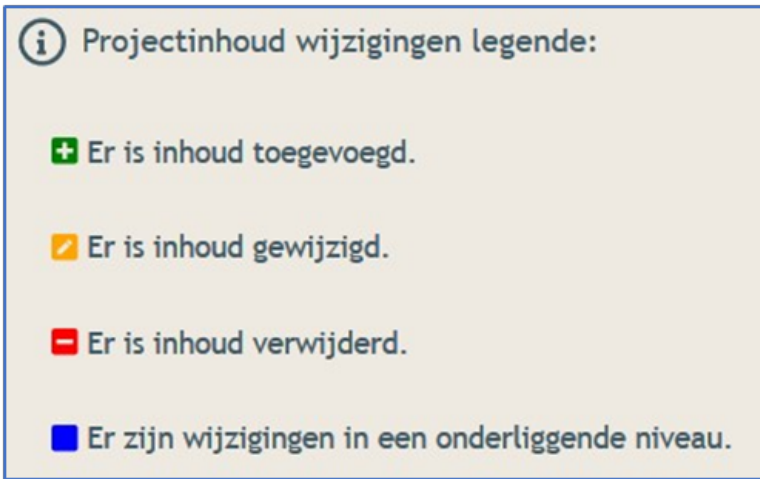 Projectinhoud wijzigingen legende:
Er is inhoud toegevoegd.
Er is inhoud gewijzigd.
Er is inhoud verwijderd.
Er zijn wijzigingen in een onderliggende niveau.